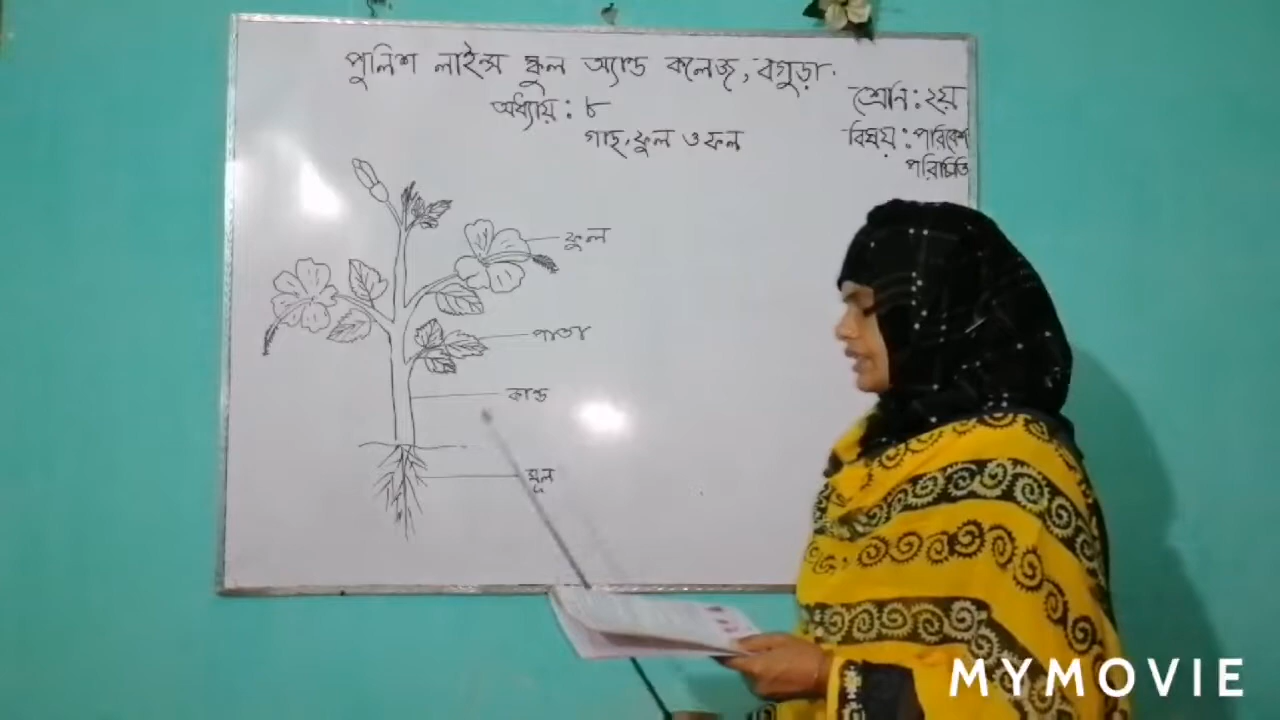 পুলিশ লাইন্স স্কুল অ্যান্ড কলেজ, বগুড়া.
অধ্যায় : ৮
শ্রেনি : ২য়
গাছ, ফুল ও ফল
বিষয় : পরিবেশ
পরিচিতি
ফুল
পাতা
কান্ড
মূল
MYMOVIE